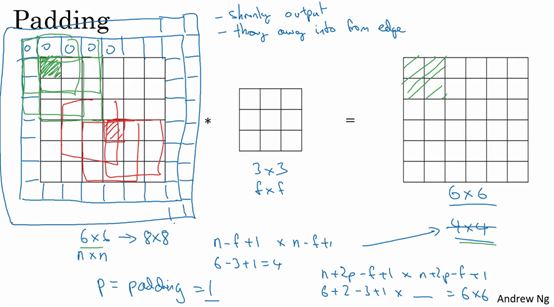 Padding
- shrinky output
- throw away info from edge
0 0 0 0 0
*
=
3 × 3
f × f
6 × 6
4 × 4
6 × 6 → 8 × 8
n × n
n-f+1 × n-f+1
6-3+1 = 4
p = padding = 1
n+2p-f+1 × n+2p-f+1
6+2-3+1 × __ = 6×6
Andrew Ng